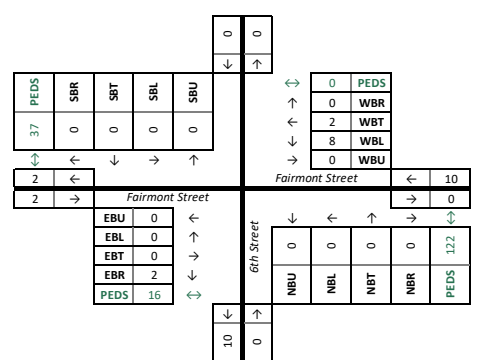 0 0
↓ ↑
PEDS SBR SBT SBL SBU
37 0 0 0 0
↕ ← ↓ → ↑
↔ 0 PEDS
↑ 0 WBR
← 2 WBT
↓ 8 WBL
→ 0 WBU
2 ←
Fairmont Street
← 10
2 →
Fairmont Street
→ 0
EBU 0 ←
EBL 0 ↑
EBT 0 →
EBR 2 ↓
PEDS 16 ↔
6th Street
↓ ← ↑ → ↕
0 0 0 0 122
NBU NBL NBT NBR PEDS
↓ ↑
10 0